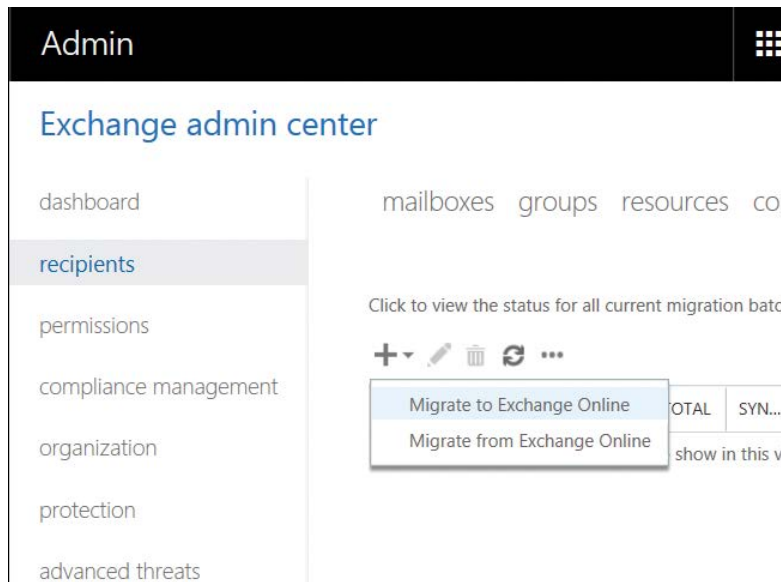 Admin
Exchange admin center
dashboard
mailboxes groups resources co
recipients
Click to view the status for all current migration batc
permissions
compliance management
Migrate to Exchange Online
OTAL SYN...
Migrate from Exchange Online
show in this v
organization
protection
advanced threats